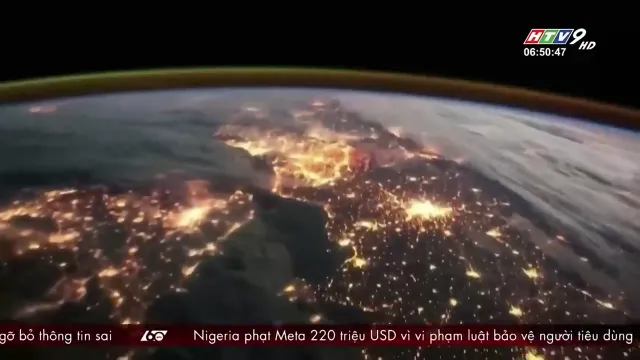 HTV9 HD
06:50:47
gỡ bỏ thông tin sai 60 Nigeria phạt Meta 220 triệu USD vì vi phạm luật bảo vệ người tiêu dùng